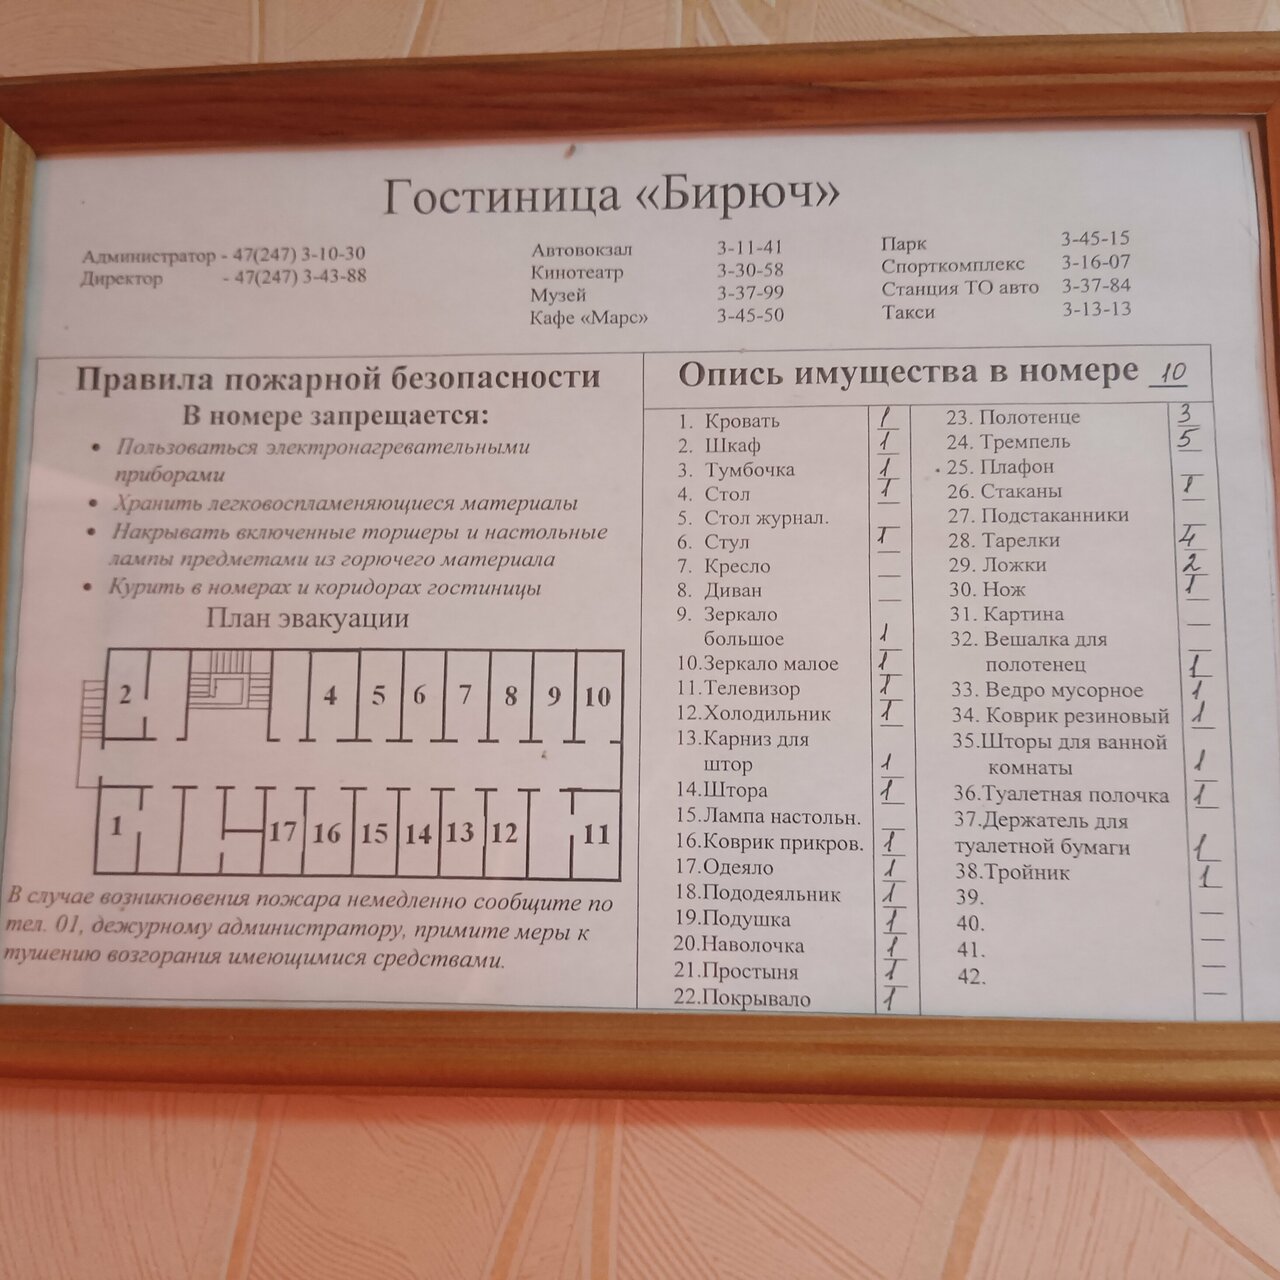 Гостиница «Бирюч»
Администратор - 47(247) 3-10-30
Директор - 47(247) 3-43-88
Автовокзал 3-11-41
Кинотеатр 3-30-58
Музей 3-37-99
Кафе «Марс» 3-45-50
Парк 3-45-15
Спорткомплекс 3-16-07
Станция ТО авто 3-37-84
Такси 3-13-13
Правила пожарной безопасности
В номере запрещается:
• Пользоваться электронагревательными
приборами
• Хранить легковоспламеняющиеся материалы
• Накрывать включенные торшеры и настольные
лампы предметами из горючего материала
• Курить в номерах и коридорах гостиницы
План эвакуации
2 4 5 6 7 8 9 10
1 17 16 15 14 13 12 11
В случае возникновения пожара немедленно сообщите по
тел. 01, дежурному администратору, примите меры к
тушению возгорания имеющимися средствами.
Опись имущества в номере 10
1. Кровать 1
2. Шкаф 1
3. Тумбочка 1
4. Стол 1
5. Стол журнал. —
6. Стул 1
7. Кресло —
8. Диван —
9. Зеркало
большое 1
10.Зеркало малое 1
11.Телевизор 1
12.Холодильник 1
13.Карниз для
штор 1
14.Штора 1
15.Лампа настольн. —
16.Коврик прикров. 1
17.Одеяло 1
18.Пододеяльник 1
19.Подушка 1
20.Наволочка 1
21.Простыня 1
22.Покрывало 1
23. Полотенце 3
24. Тремпель 5
25. Плафон —
26. Стаканы 1
27. Подстаканники —
28. Тарелки 4
29. Ложки 2
30. Нож 1
31. Картина —
32. Вешалка для
полотенец 1
33. Ведро мусорное 1
34. Коврик резиновый 1
35.Шторы для ванной
комнаты 1
36.Туалетная полочка 1
37.Держатель для
туалетной бумаги 1
38.Тройник 1
39. —
40. —
41. —
42. —